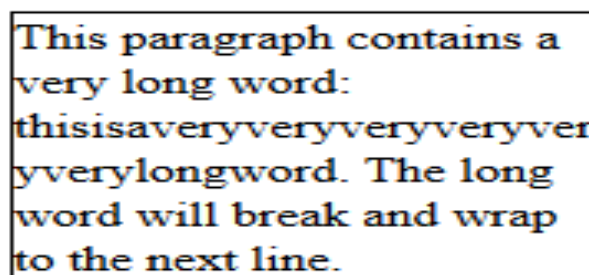 This paragraph contains a
very long word:
thisisaveryveryveryveryver
yverylongword. The long
word will break and wrap
to the next line.